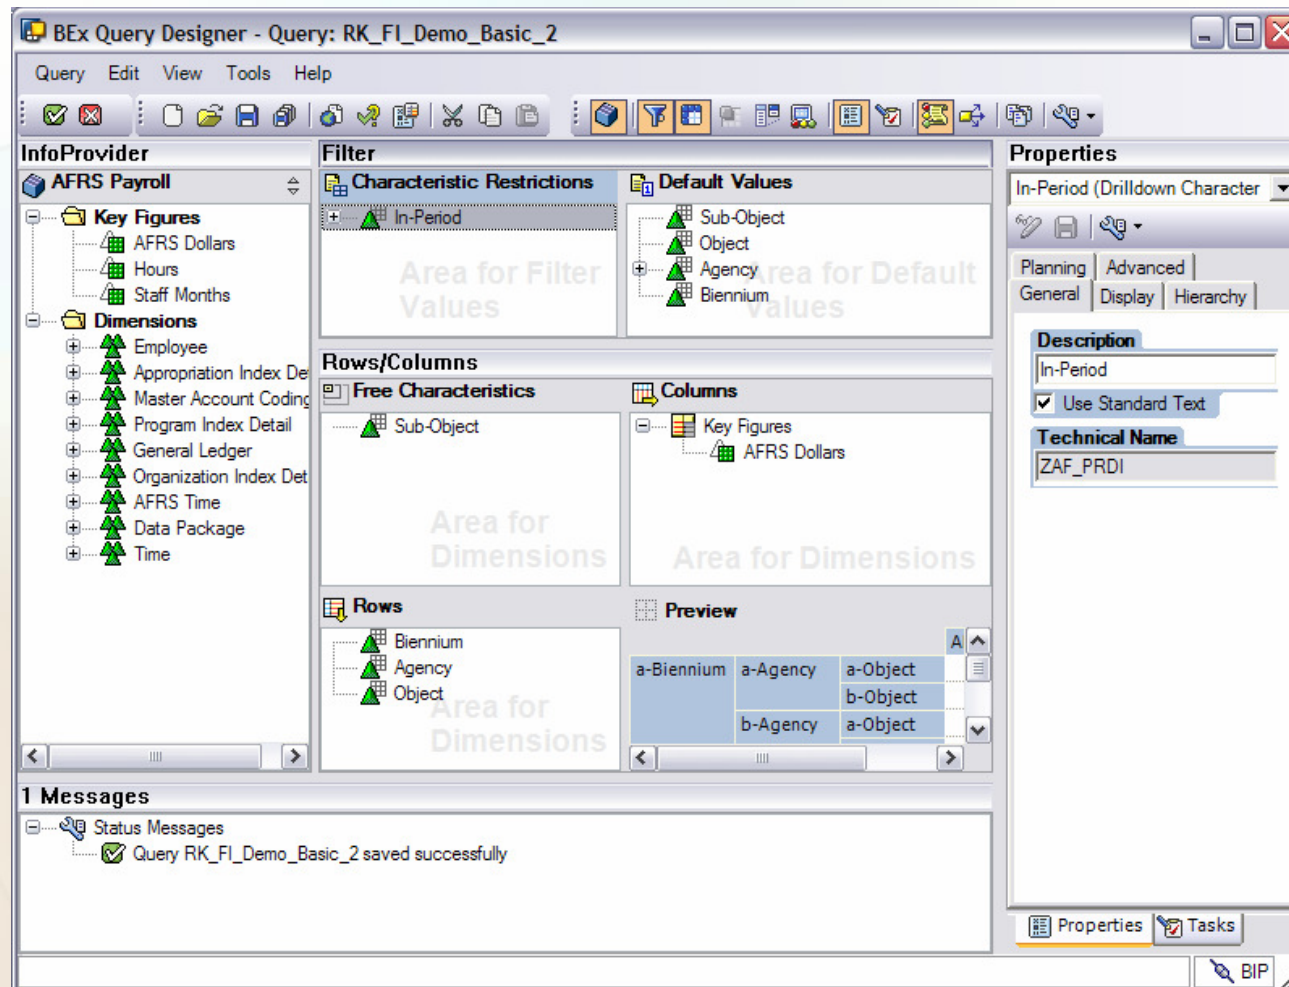 BEx Query Designer - Query: RK_FI_Demo_Basic_2
Query Edit View Tools Help
InfoProvider
AFRS Payroll
Key Figures
AFRS Dollars
Hours
Staff Months
Dimensions
Employee
Appropriation Index De
Master Account Coding
Program Index Detail
General Ledger
Organization Index Det
AFRS Time
Data Package
Time
Filter
Characteristic Restrictions
In-Period
Area for Filter
Values
Default Values
Sub-Object
Object
Agency
Biennium
Area for Default
Values
Rows/Columns
Free Characteristics
Sub-Object
Area for
Dimensions
Columns
Key Figures
AFRS Dollars
Area for Dimensions
Rows
Biennium
Agency
Object
Area for
Dimensions
Preview
A
a-Biennium a-Agency a-Object
b-Object
b-Agency a-Object
Properties
In-Period (Drilldown Character
Planning Advanced
General Display Hierarchy
Description
In-Period
Use Standard Text
Technical Name
ZAF_PRDI
1 Messages
Status Messages
Query RK_FI_Demo_Basic_2 saved successfully
Properties Tasks
BIP